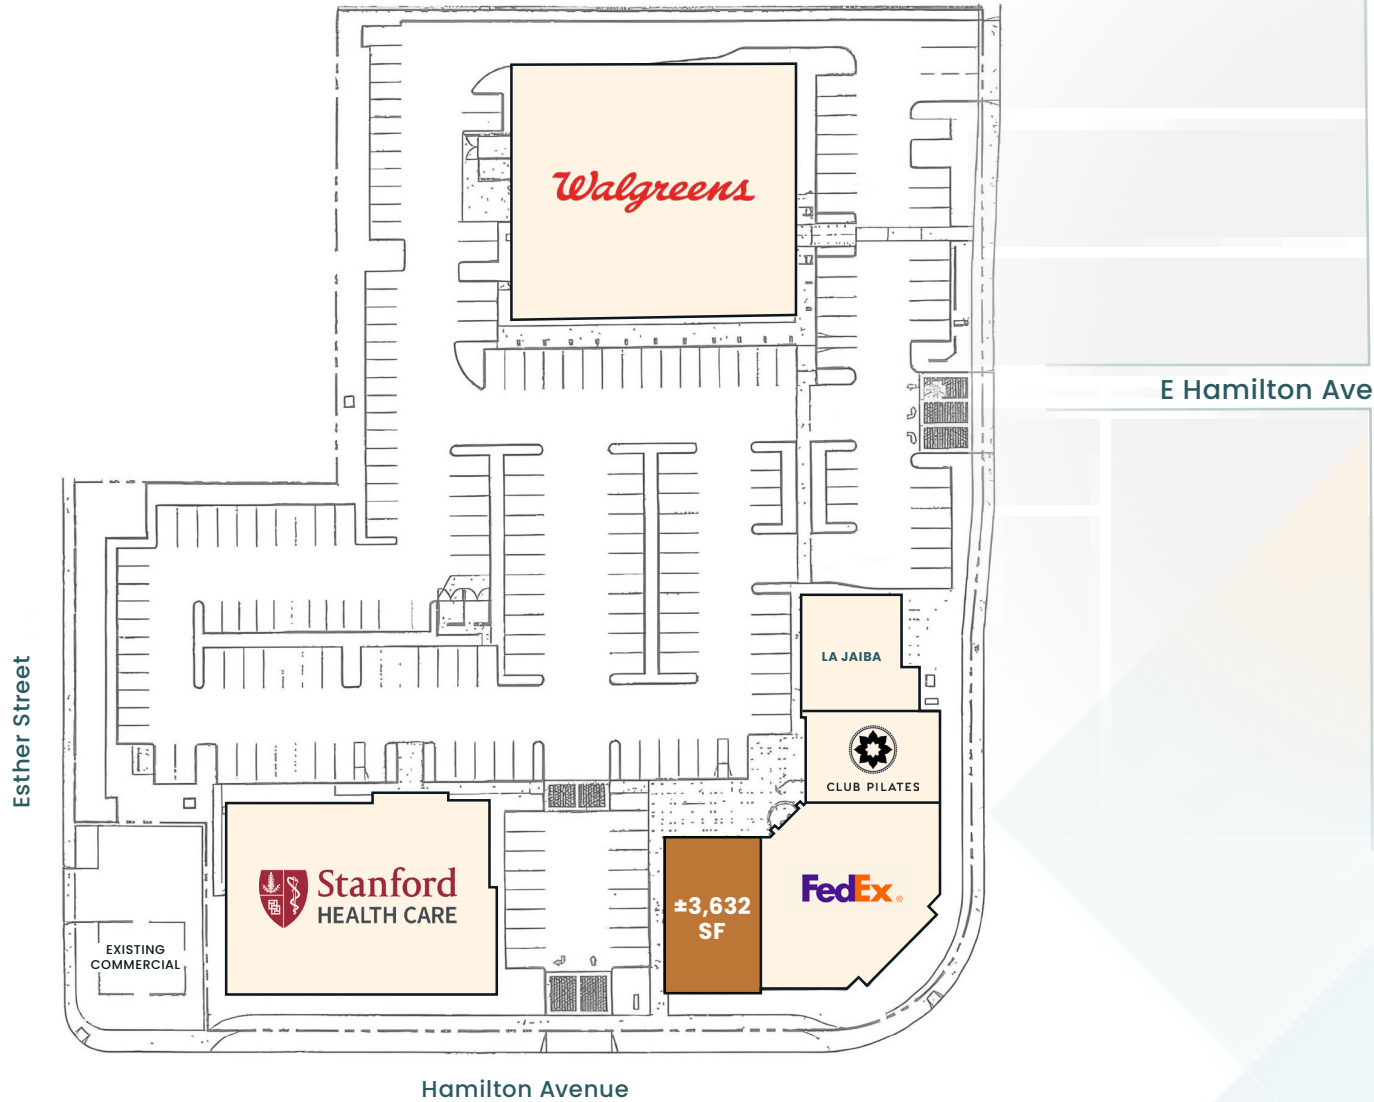 Walgreens
E Hamilton Ave
LA JAIBA
Esther Street
CLUB PILATES
Stanford
HEALTH CARE
FedEx®
±3,632
SF
EXISTING
COMMERCIAL
Hamilton Avenue